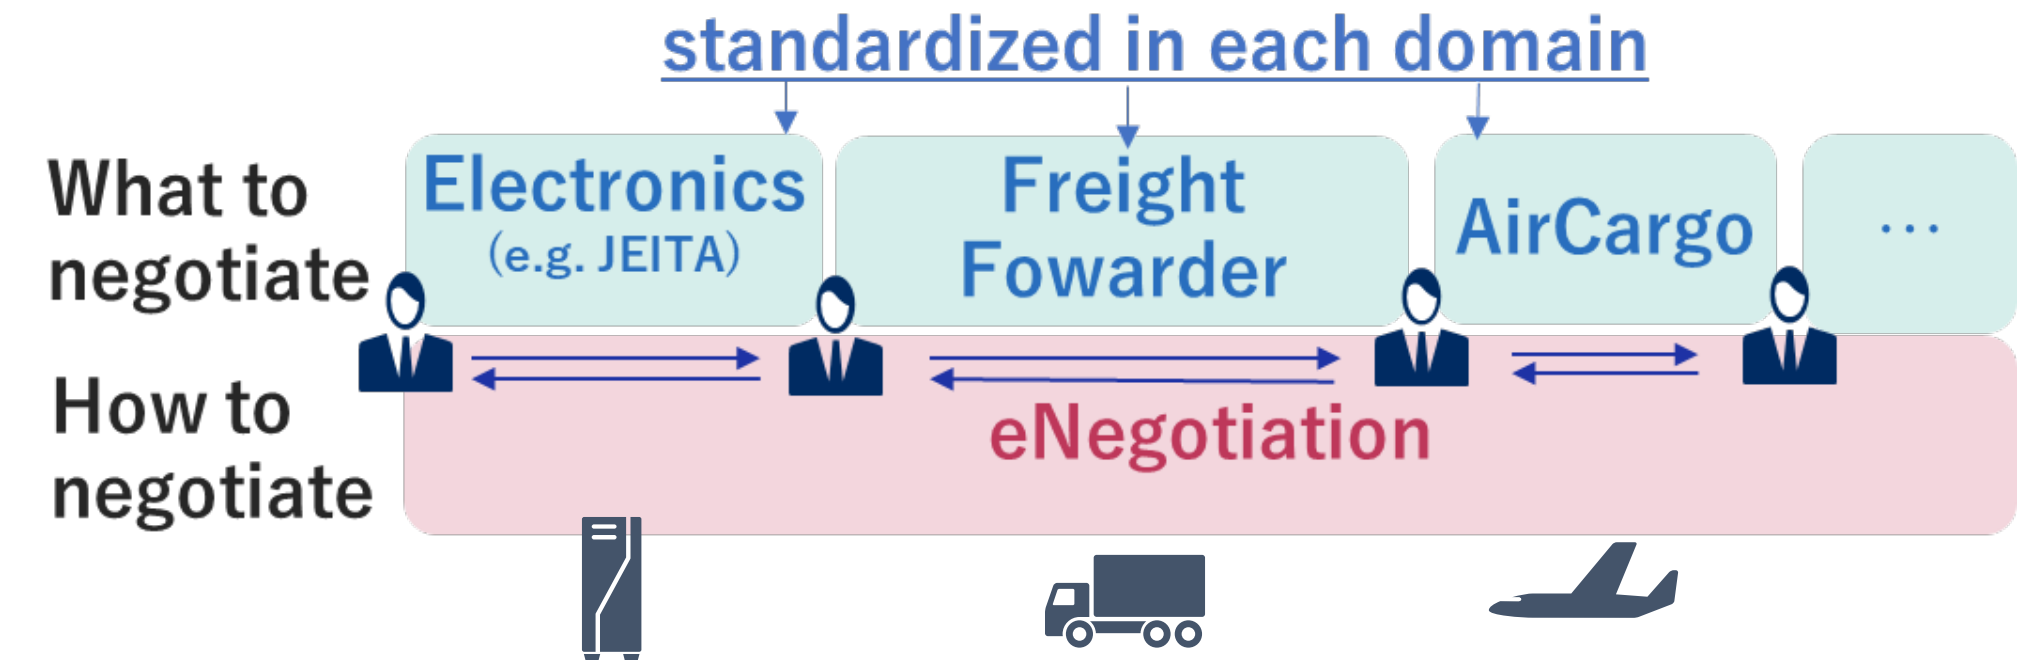 standardized in each domain
What to
negotiate
Electronics
(e.g. JEITA)
Freight
Fowarder
AirCargo
...
How to
negotiate
eNegotiation